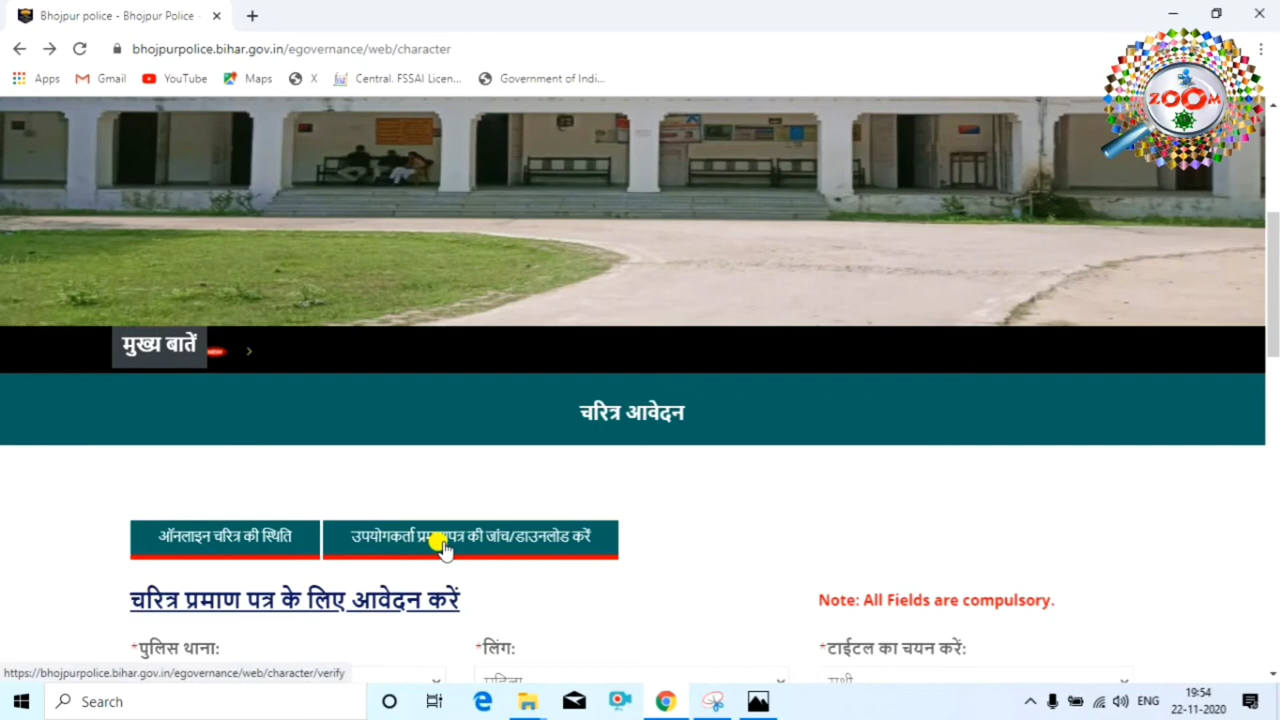 Bhojpur police - Bhojpur Police -
bhojpurpolice.bihar.gov.in/egovernance/web/character
Apps Gmail YouTube Maps X Central. FSSAI Licen... Government of Indi...
ZOOM
मुख्य बातें
चरित्र आवेदन
ऑनलाइन चरित्र की स्थिति उपयोगकर्ता प्रमाणपत्र की जांच/डाउनलोड करें
चरित्र प्रमाण पत्र के लिए आवेदन करें
Note: All Fields are compulsory.
*पुलिस थाना: *लिंग: *टाईटल का चयन करें:
https://bhojpurpolice.bihar.gov.in/egovernance/web/character/verify
महिला सुश्री
Search
ENG
19:54
22-11-2020